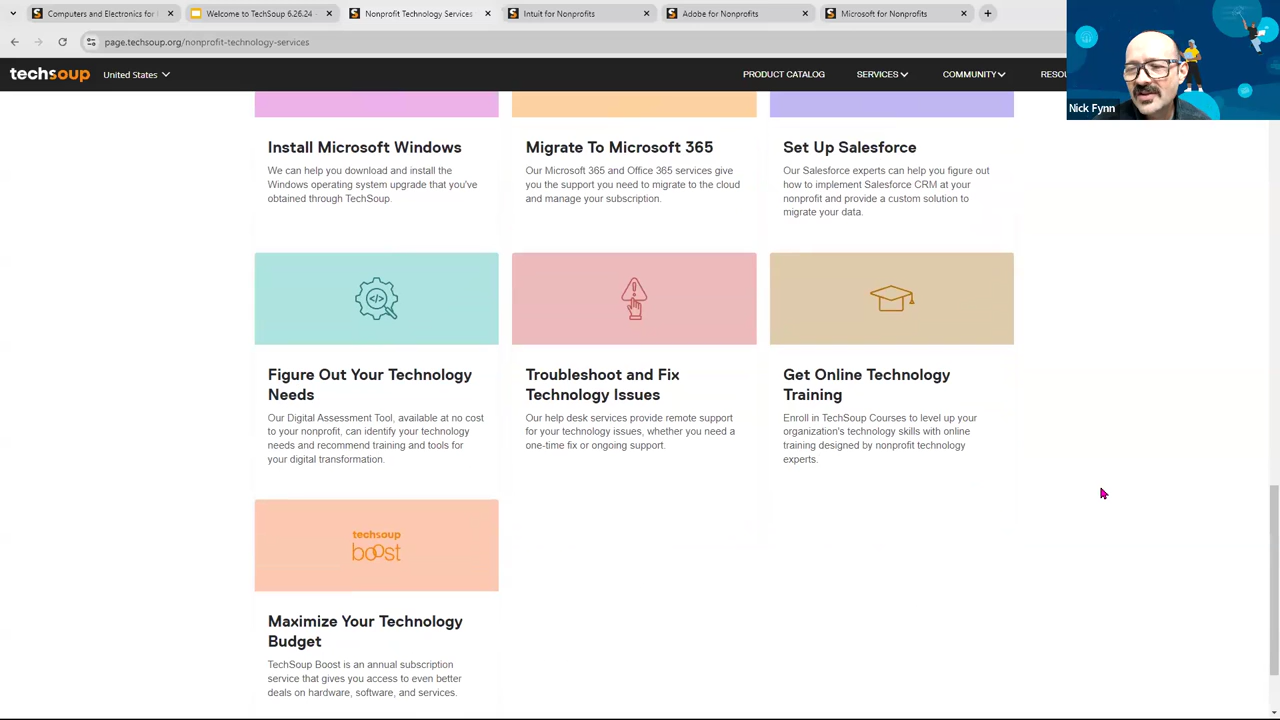 Computers and Electronics for
Welcome to TechSoup 6.26.24 -
Nonprofit Technology Services
Intuit for Nonprofits
Adobe for Nonprofits
Microsoft for Nonprofits
page.techsoup.org/nonprofit-technology-services
techsoup
United States
PRODUCT CATALOG
SERVICES
COMMUNITY
RESOU
Nick Fynn
Install Microsoft Windows
We can help you download and install the
Windows operating system upgrade that you've
obtained through TechSoup.
Migrate To Microsoft 365
Our Microsoft 365 and Office 365 services give
you the support you need to migrate to the cloud
and manage your subscription.
Set Up Salesforce
Our Salesforce experts can help you figure out
how to implement Salesforce CRM at your
nonprofit and provide a custom solution to
migrate your data.
Figure Out Your Technology
Needs
Our Digital Assessment Tool, available at no cost
to your nonprofit, can identify your technology
needs and recommend training and tools for
your digital transformation.
Troubleshoot and Fix
Technology Issues
Our help desk services provide remote support
for your technology issues, whether you need a
one-time fix or ongoing support.
Get Online Technology
Training
Enroll in TechSoup Courses to level up your
organization's technology skills with online
training designed by nonprofit technology
experts.
techsoup
boost
Maximize Your Technology
Budget
TechSoup Boost is an annual subscription
service that gives you access to even better
deals on hardware, software, and services.